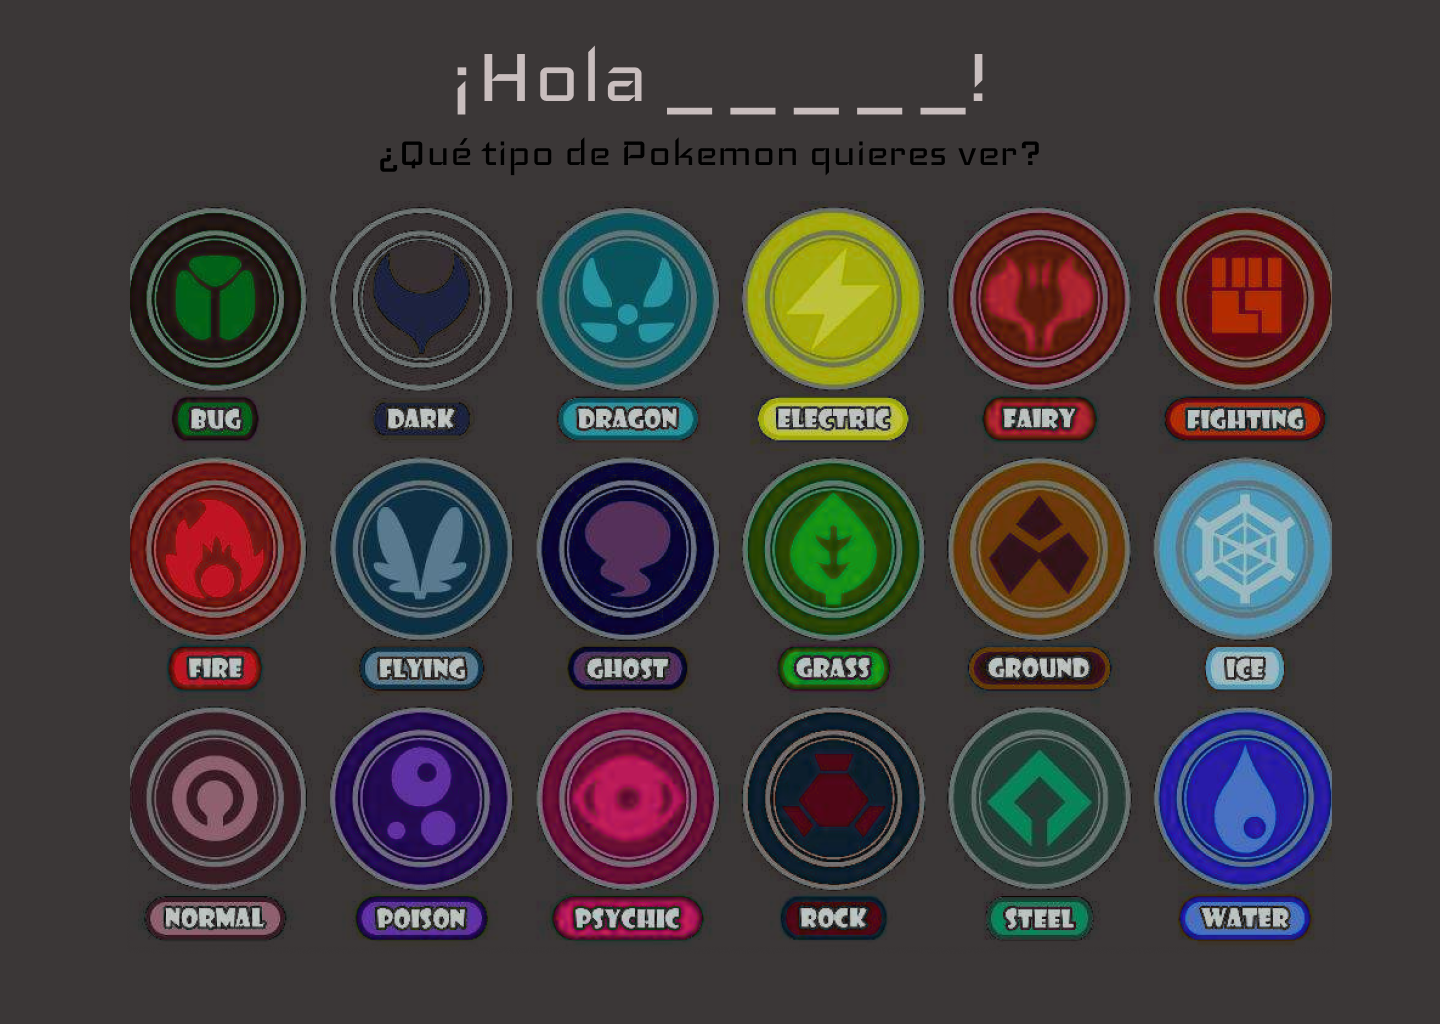 ¡Hola _ _ _ _ _!
¿Qué tipo de Pokemon quieres ver?
BUG DARK DRAGON ELECTRIC FAIRY FIGHTING
FIRE FLYING GHOST GRASS GROUND ICE
NORMAL POISON PSYCHIC ROCK STEEL WATER